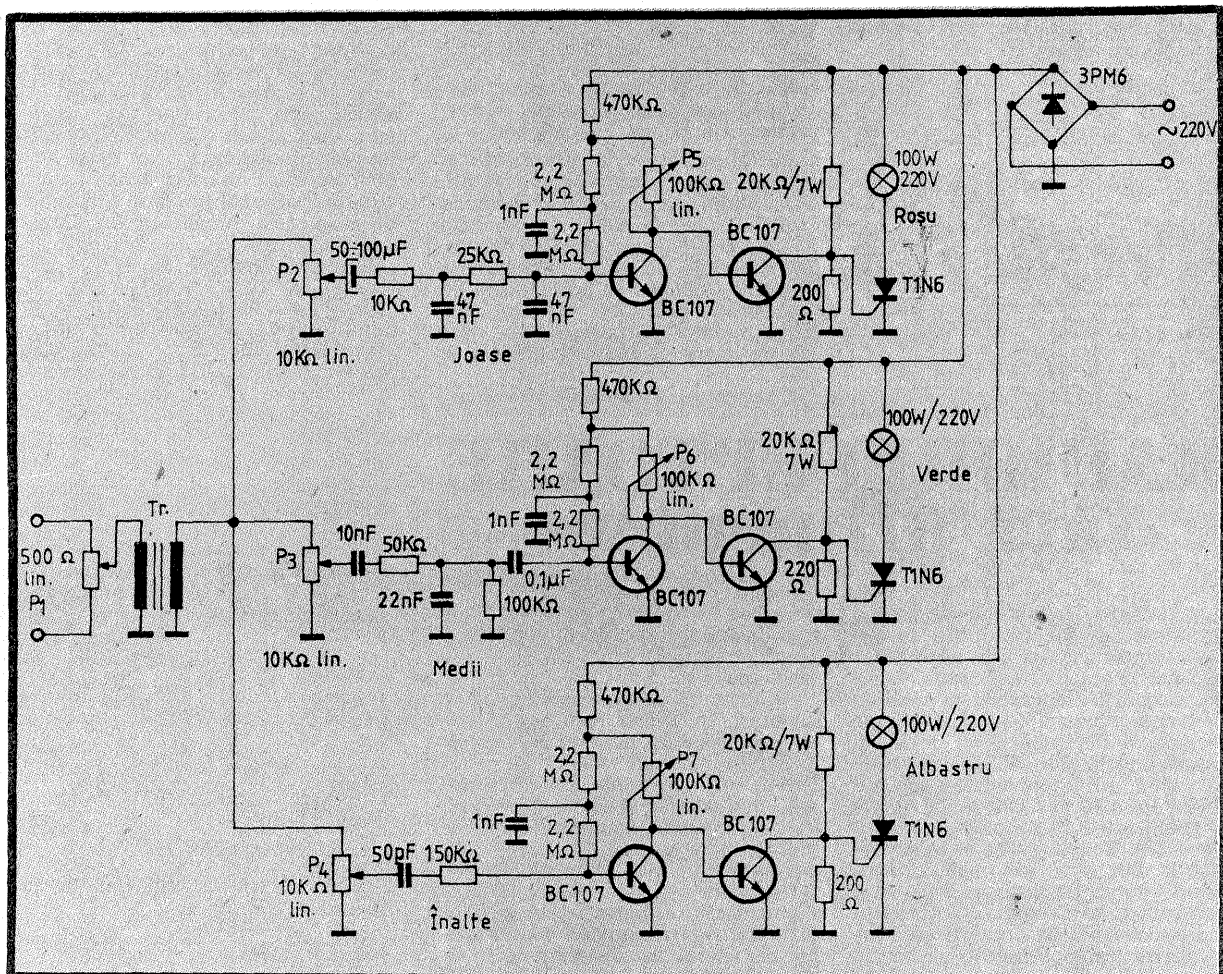 3PM6
~220V
470KΩ
2,2
MΩ
P5
100KΩ
lin.
20KΩ/7W
100W
220V
Roșu
1nF
2,2
MΩ
BC107
50÷100µF
25KΩ
P2
10KΩ
47
nF
47
nF
BC107
200
Ω
T1N6
10KΩ lin.
Joase
470KΩ
100W/220V
20KΩ
7W
2,2
MΩ
P6
100KΩ
lin.
Verde
Tr.
1nF
2,2
MΩ
BC107
500 Ω
lin.
P1
P3
10nF
50KΩ
0,1µF
22nF
100KΩ
BC107
220
Ω
T1N6
10KΩ lin.
Medii
470KΩ
20KΩ/7W
100W/220V
2,2
MΩ
P7
100KΩ
lin.
Albastru
1nF
2,2
MΩ
BC107
T1N6
P4
10KΩ
lin.
50pF
150KΩ
BC107
200
Ω
Înalte